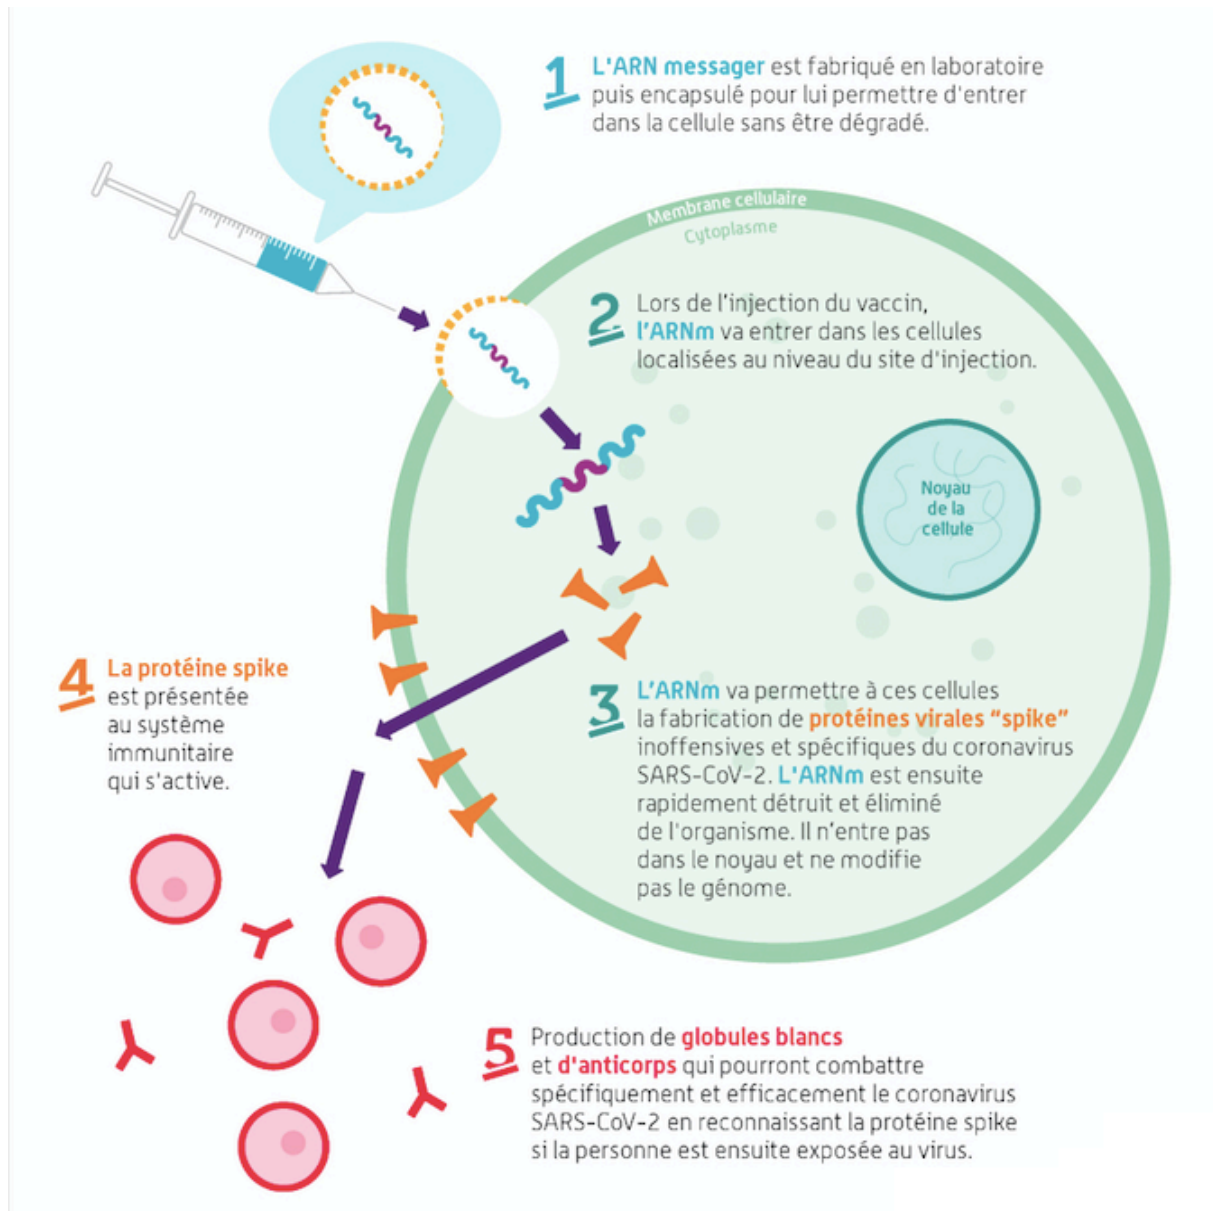 1 L'ARN messager est fabriqué en laboratoire
puis encapsulé pour lui permettre d'entrer
dans la cellule sans être dégradé.
Membrane cellulaire
Cytoplasme
2 Lors de l'injection du vaccin,
l'ARNm va entrer dans les cellules
localisées au niveau du site d'injection.
Noyau
de la
cellule
3 L'ARNm va permettre à ces cellules
la fabrication de protéines virales "spike"
inoffensives et spécifiques du coronavirus
SARS-CoV-2. L'ARNm est ensuite
rapidement détruit et éliminé
de l'organisme. Il n'entre pas
dans le noyau et ne modifie
pas le génome.
4 La protéine spike
est présentée
au système
immunitaire
qui s'active.
5 Production de globules blancs
et d'anticorps qui pourront combattre
spécifiquement et efficacement le coronavirus
SARS-CoV-2 en reconnaissant la protéine spike
si la personne est ensuite exposée au virus.